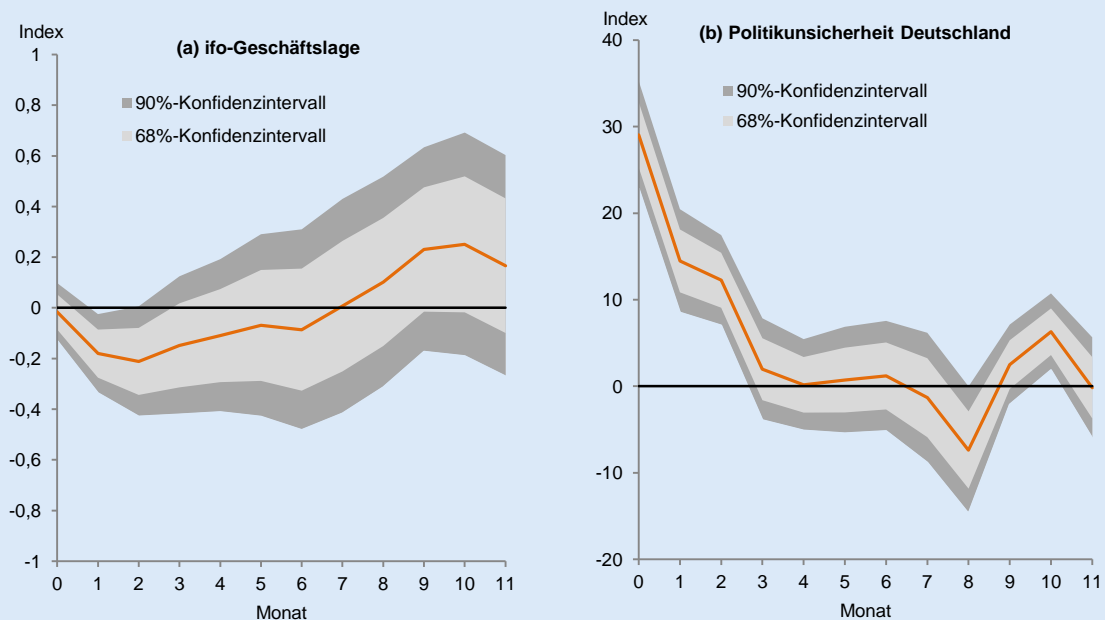 Index
(a) ifo-Geschäftslage
1
0,8
0,6
0,4
0,2
0
-0,2
-0,4
-0,6
-0,8
-1
90%-Konfidenzintervall
68%-Konfidenzintervall
0 1 2 3 4 5 6 7 8 9 10 11
Monat
Index
(b) Politikunsicherheit Deutschland
40
30
20
10
0
-10
-20
90%-Konfidenzintervall
68%-Konfidenzintervall
0 1 2 3 4 5 6 7 8 9 10 11
Monat